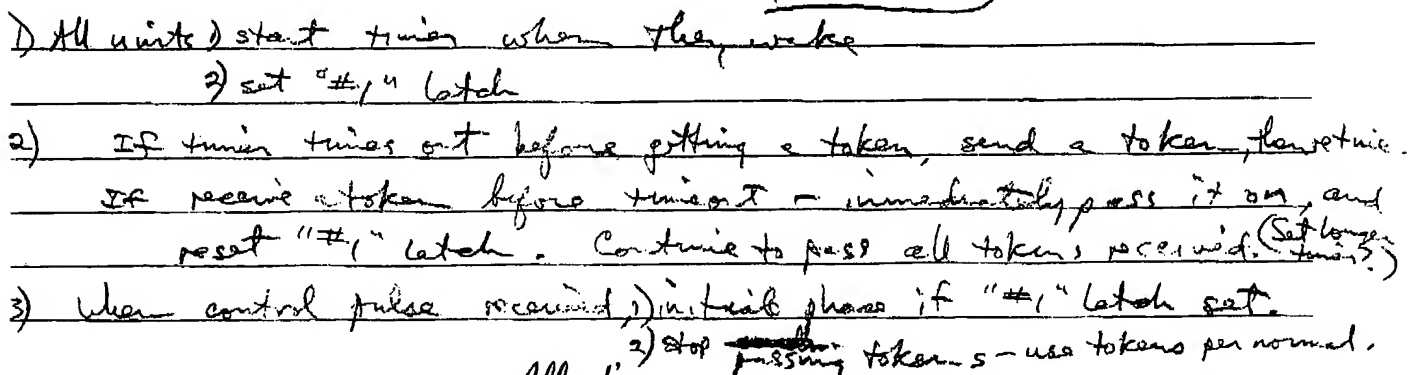 1) All units 1) start timer when they wake
2) set "#1" latch
2) If timer times out before getting a token, send a token, then retime.
If receive a token before timeout - immediately pass it on, and
reset "#1" latch. Continue to pass all tokens received. (Set longer timer?)
3) When control pulse received, 1) initiate phase if "#1" latch set.
2) stop passing tokens - use tokens per normal.
All